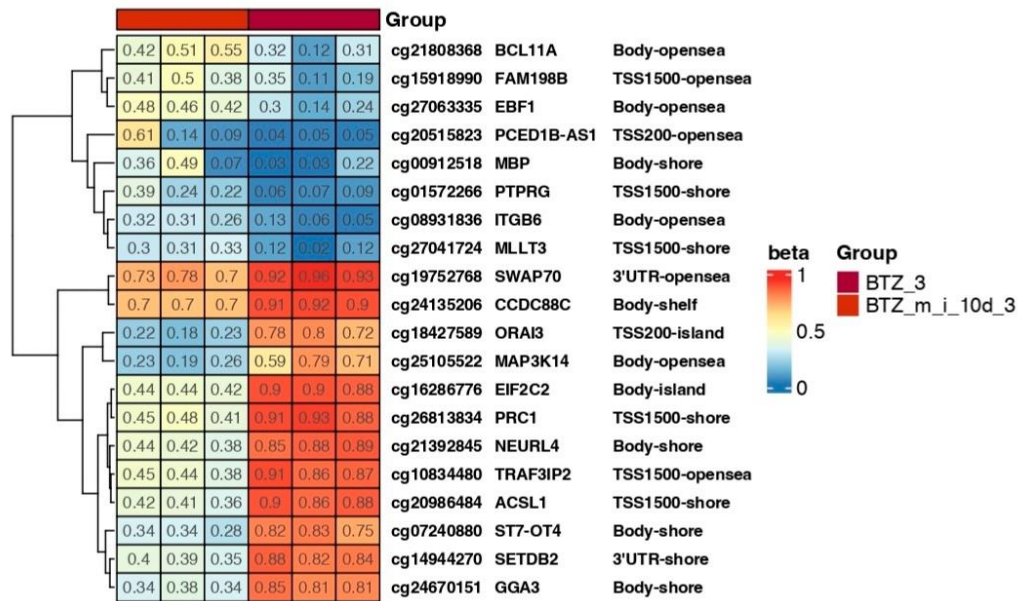 Group
0.42 0.51 0.55 0.32 0.12 0.31 cg21808368 BCL11A Body-opensea
0.41 0.5 0.38 0.35 0.11 0.19 cg15918990 FAM198B TSS1500-opensea
0.48 0.46 0.42 0.3 0.14 0.24 cg27063335 EBF1 Body-opensea
0.61 0.14 0.09 0.04 0.05 0.05 cg20515823 PCED1B-AS1 TSS200-opensea
0.36 0.49 0.07 0.03 0.03 0.22 cg00912518 MBP Body-shore
0.39 0.24 0.22 0.06 0.07 0.09 cg01572266 PTPRG TSS1500-shore
0.32 0.31 0.26 0.13 0.06 0.05 cg08931836 ITGB6 Body-opensea
0.3 0.31 0.33 0.12 0.02 0.12 cg27041724 MLLT3 TSS1500-shore
0.73 0.78 0.7 0.92 0.96 0.93 cg19752768 SWAP70 3'UTR-opensea
0.7 0.7 0.7 0.91 0.92 0.9 cg24135206 CCDC88C Body-shelf
0.22 0.18 0.23 0.78 0.8 0.72 cg18427589 ORAI3 TSS200-island
0.23 0.19 0.26 0.59 0.79 0.71 cg25105522 MAP3K14 Body-opensea
0.44 0.44 0.42 0.9 0.9 0.88 cg16286776 EIF2C2 Body-island
0.45 0.48 0.41 0.91 0.93 0.88 cg26813834 PRC1 TSS1500-shore
0.44 0.42 0.38 0.85 0.88 0.89 cg21392845 NEURL4 Body-shore
0.45 0.44 0.38 0.91 0.86 0.87 cg10834480 TRAF3IP2 TSS1500-opensea
0.42 0.41 0.36 0.9 0.86 0.88 cg20986484 ACSL1 TSS1500-shore
0.34 0.34 0.28 0.82 0.83 0.75 cg07240880 ST7-OT4 Body-shore
0.4 0.39 0.35 0.88 0.82 0.84 cg14944270 SETDB2 3'UTR-shore
0.34 0.38 0.34 0.85 0.81 0.81 cg24670151 GGA3 Body-shore
beta
1
0.5
0
Group
BTZ_3
BTZ_m_i_10d_3